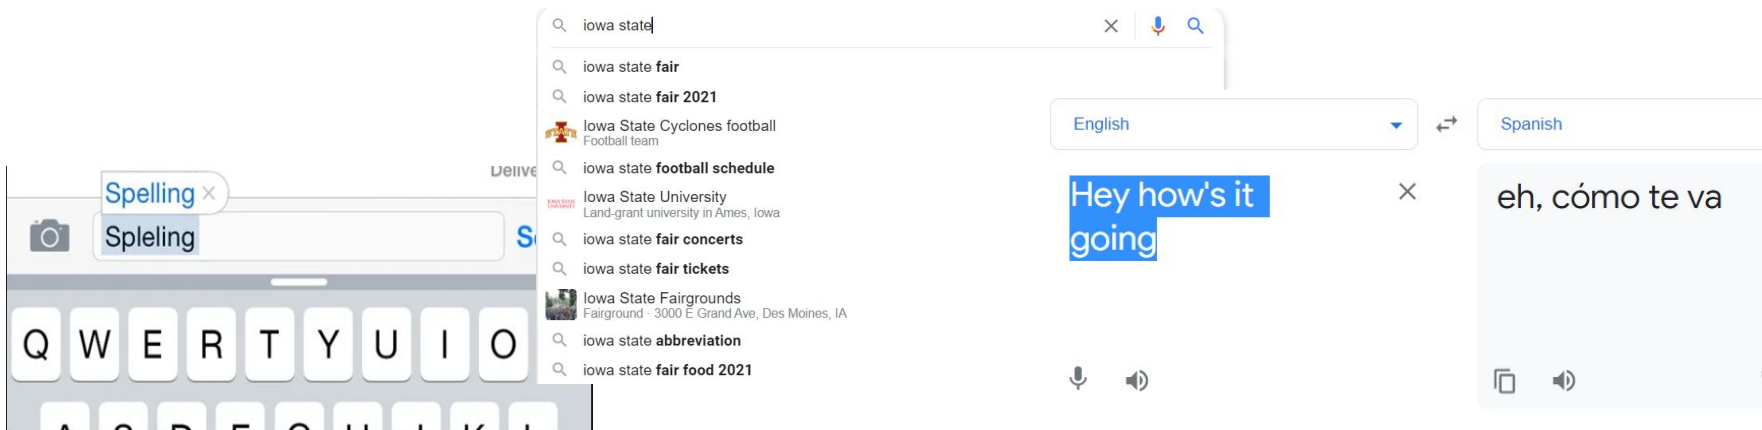 Spelling
Spleling
Q W E R T Y U I O
iowa state
iowa state fair
iowa state fair 2021
Iowa State Cyclones football
Football team
iowa state football schedule
Iowa State University
Land-grant university in Ames, Iowa
iowa state fair concerts
iowa state fair tickets
Iowa State Fairgrounds
Fairground · 3000 E Grand Ave, Des Moines, IA
iowa state abbreviation
iowa state fair food 2021
English
Spanish
Hey how's it
going
eh, cómo te va